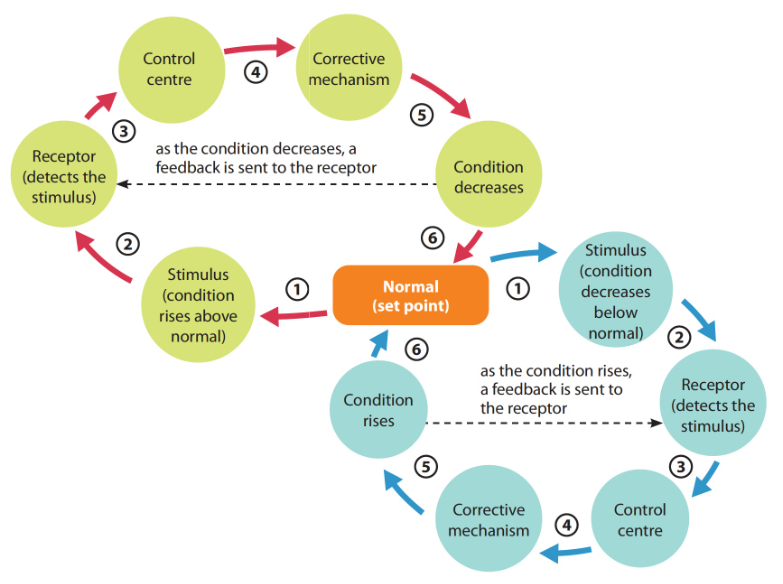 Control
centre
4
Corrective
mechanism
5
3
Receptor
(detects the
stimulus)
as the condition decreases, a
feedback is sent to the receptor
Condition
decreases
2
6
Stimulus
(condition
rises above
normal)
1
Normal
(set point)
1
Stimulus
(condition
decreases
below
normal)
2
6
Condition
rises
as the condition rises,
a feedback is sent to
the receptor
Receptor
(detects the
stimulus)
3
5
Corrective
mechanism
4
Control
centre